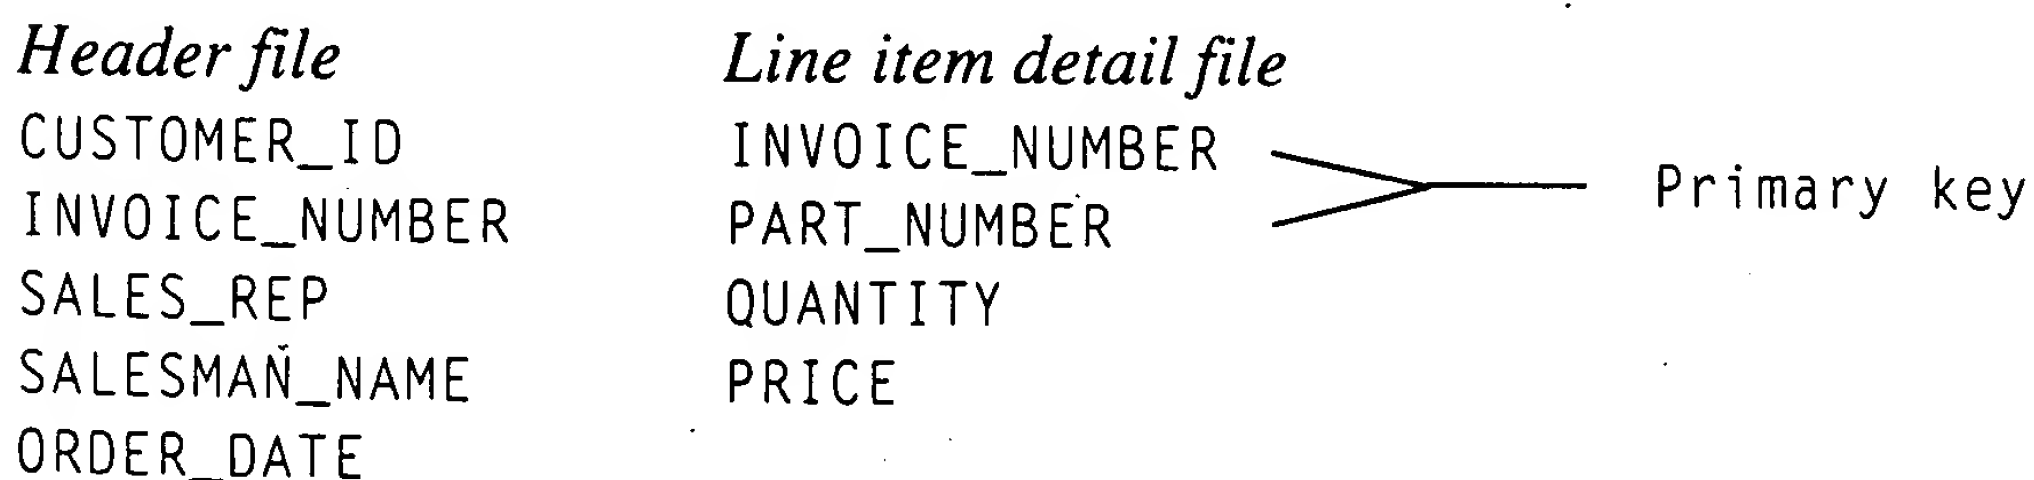 Header file
CUSTOMER_ID
INVOICE_NUMBER
SALES_REP
SALESMAN_NAME
ORDER_DATE
Line item detail file
INVOICE_NUMBER
PART_NUMBER
QUANTITY
PRICE
Primary key